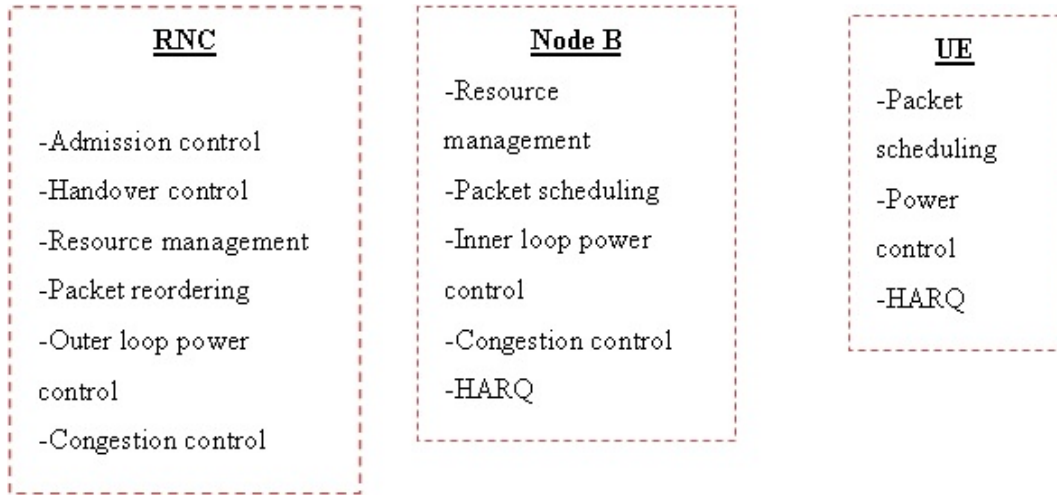 RNC
-Admission control
-Handover control
-Resource management
-Packet reordering
-Outer loop power
control
-Congestion control
Node B
-Resource
management
-Packet scheduling
-Inner loop power
control
-Congestion control
-HARQ
UE
-Packet
scheduling
-Power
control
-HARQ